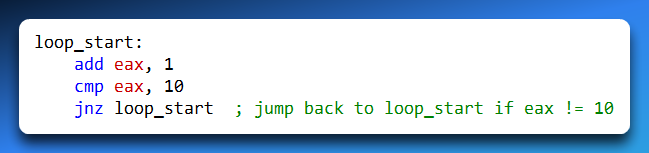 loop_start:
    add eax, 1
    cmp eax, 10
    jnz loop_start  ; jump back to loop_start if eax != 10